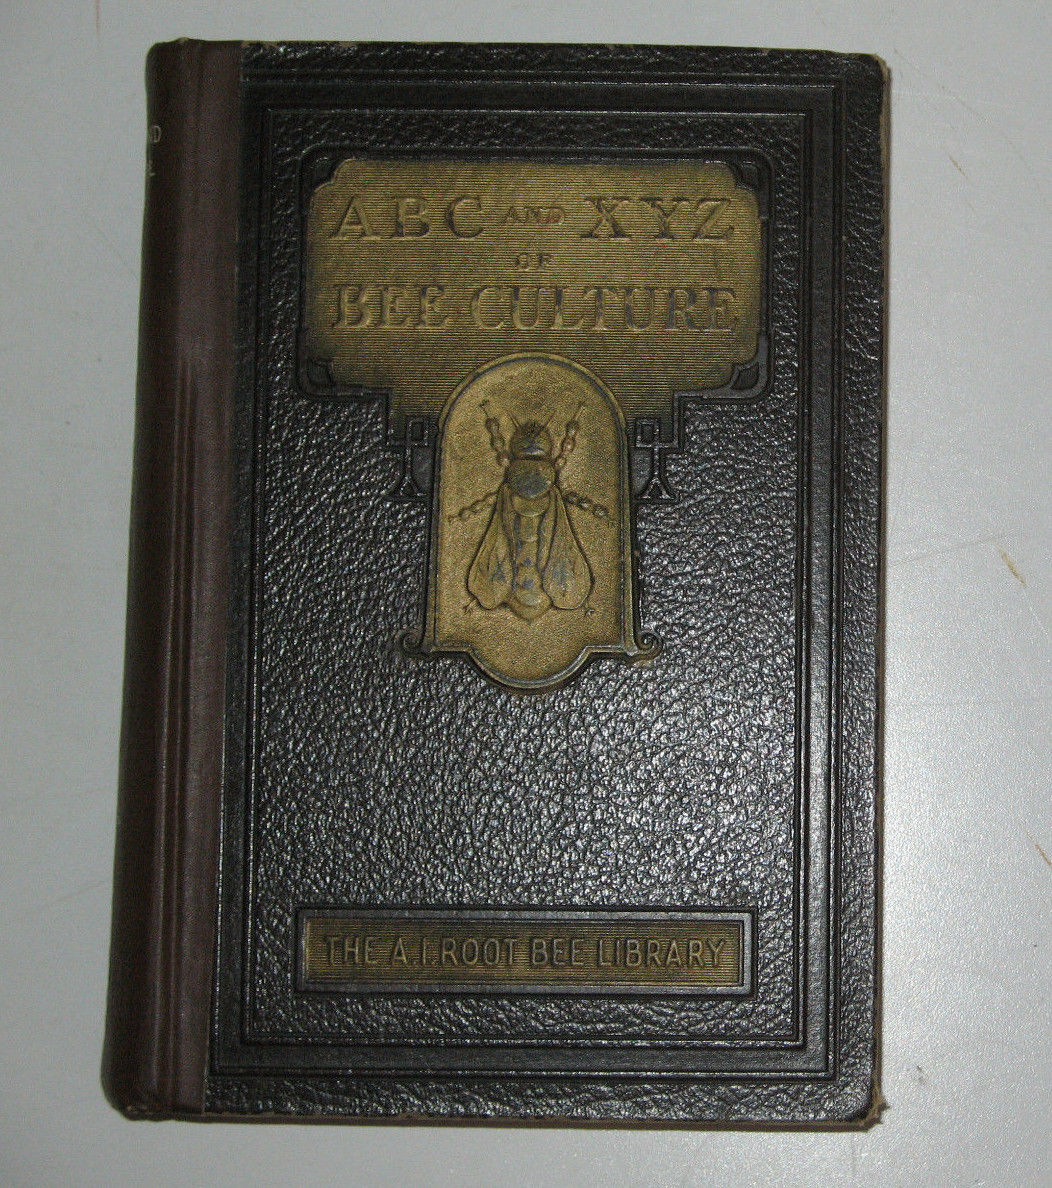 ABC AND XYZ
OF
BEE CULTURE
THE A.I. ROOT BEE LIBRARY